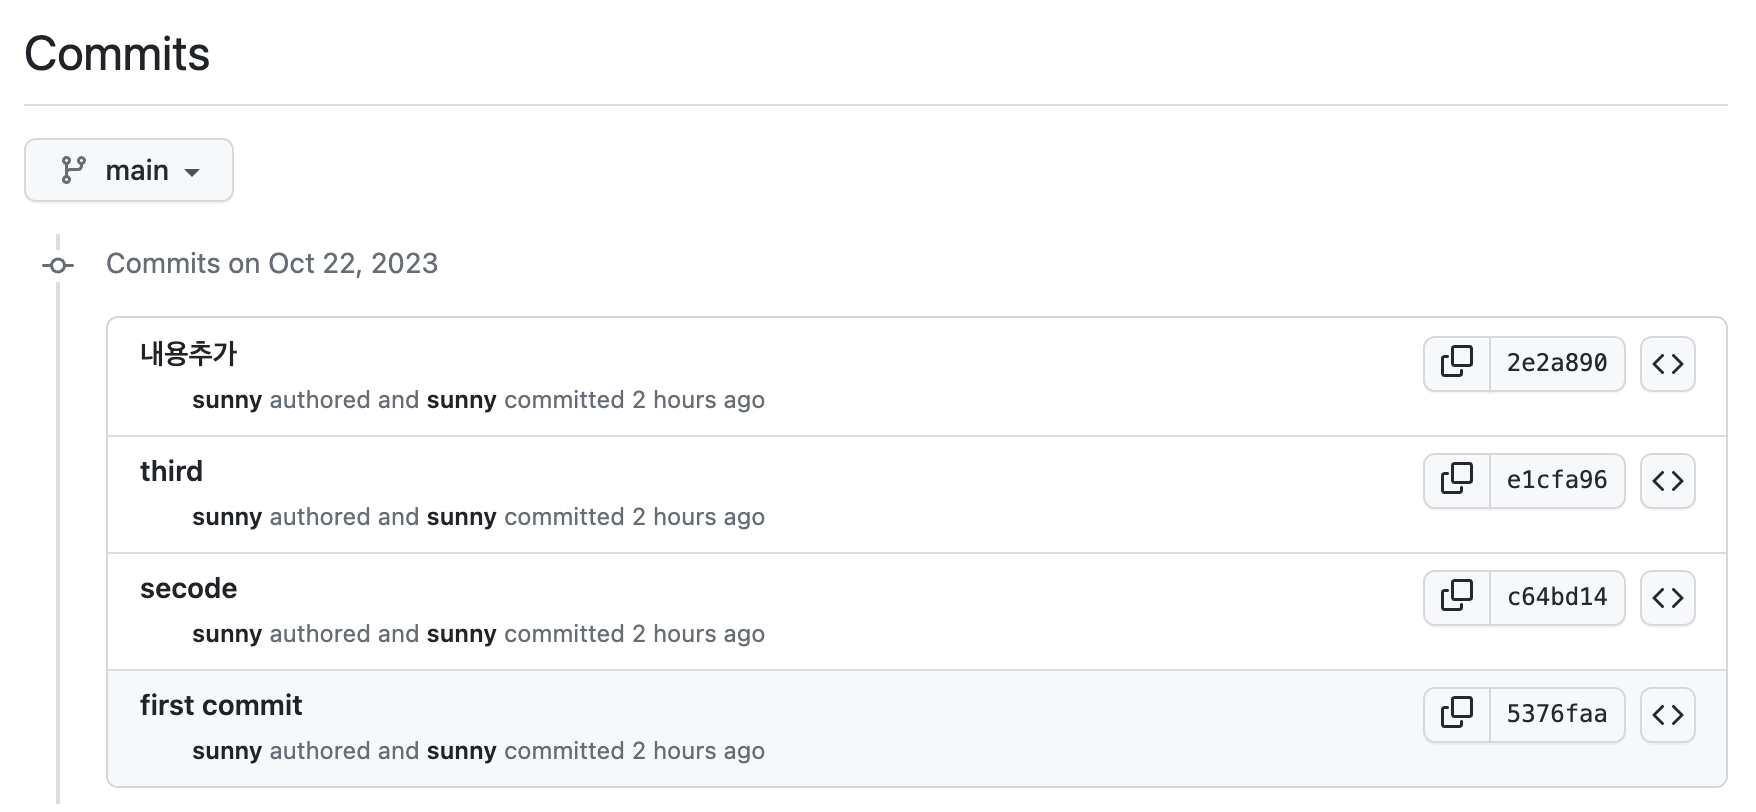 Commits
main
Commits on Oct 22, 2023
내용추가
2e2a890
sunny authored and sunny committed 2 hours ago
third
e1cfa96
sunny authored and sunny committed 2 hours ago
secode
c64bd14
sunny authored and sunny committed 2 hours ago
first commit
5376faa
sunny authored and sunny committed 2 hours ago